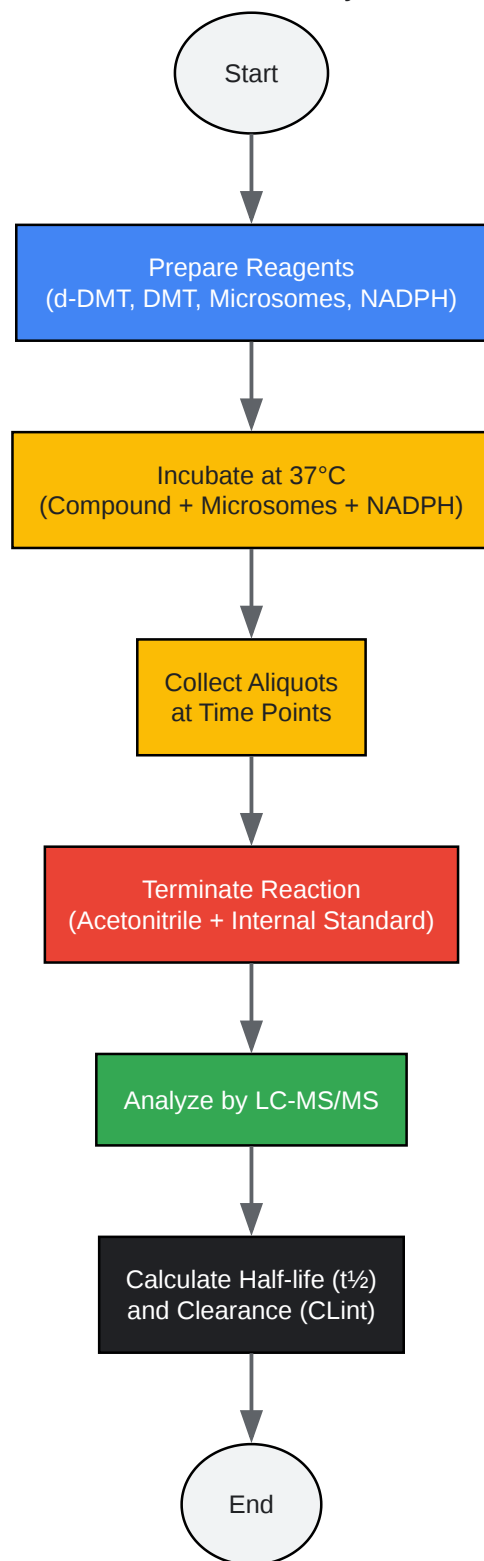 Start
Prepare Reagents
(d-DMT, DMT, Microsomes, NADPH)
Incubate at 37°C
(Compound + Microsomes + NADPH)
Collect Aliquots
at Time Points
Terminate Reaction
(Acetonitrile + Internal Standard)
Analyze by LC-MS/MS
Calculate Half-life (t½)
and Clearance (CLint)
End